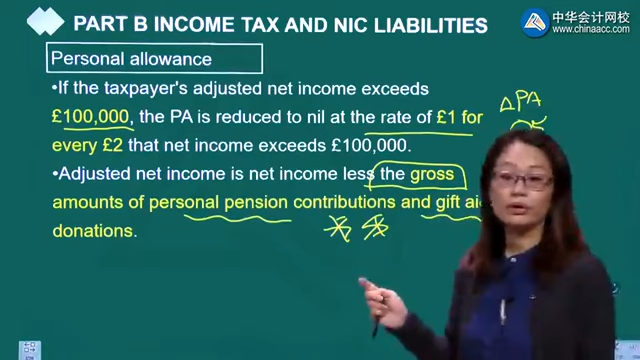 PART B INCOME TAX AND NIC LIABILITIES
中华会计网校
www.chinaacc.com
Personal allowance
•If the taxpayer's adjusted net income exceeds
£100,000, the PA is reduced to nil at the rate of £1 for
every £2 that net income exceeds £100,000.
•Adjusted net income is net income less the gross
amounts of personal pension contributions and gift
donations.
△PA